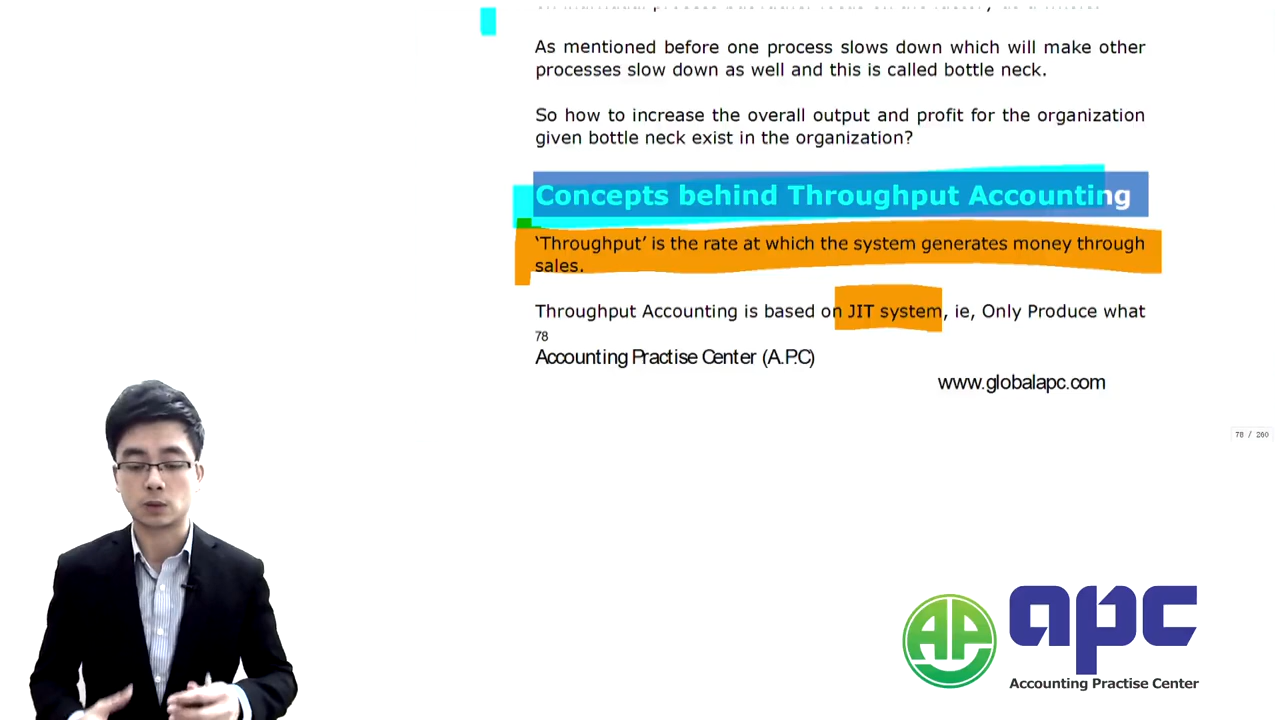 As mentioned before one process slows down which will make other
processes slow down as well and this is called bottle neck.
So how to increase the overall output and profit for the organization
given bottle neck exist in the organization?
Concepts behind Throughput Accounting
‘Throughput’ is the rate at which the system generates money through
sales.
Throughput Accounting is based on JIT system, ie, Only Produce what
78
Accounting Practise Center (A.P.C)
www.globalapc.com
78 / 260
AP
apc
Accounting Practise Center